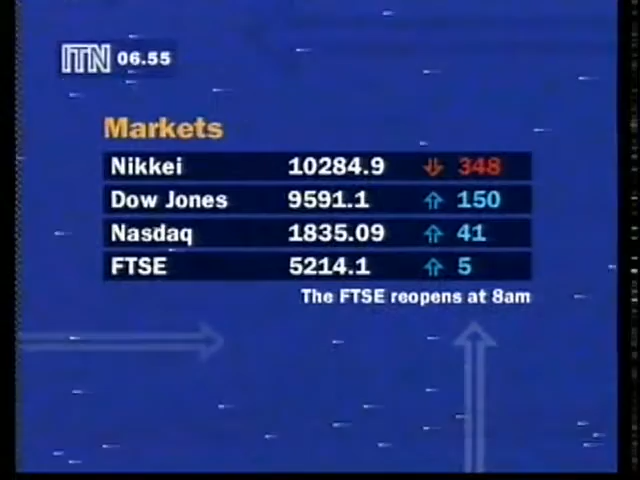 ITN 06.55
Markets
Nikkei 10284.9 348
Dow Jones 9591.1 150
Nasdaq 1835.09 41
FTSE 5214.1 5
The FTSE reopens at 8am